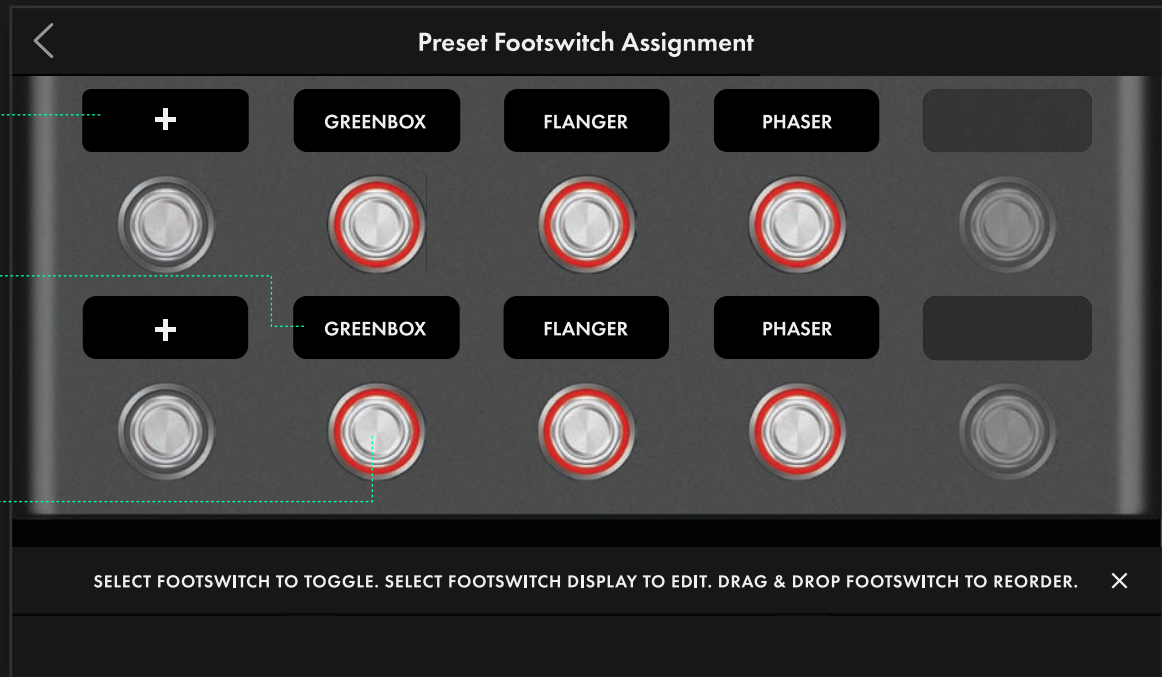 Preset Footswitch Assignment
+ GREENBOX FLANGER PHASER
+ GREENBOX FLANGER PHASER
SELECT FOOTSWITCH TO TOGGLE. SELECT FOOTSWITCH DISPLAY TO EDIT. DRAG & DROP FOOTSWITCH TO REORDER.